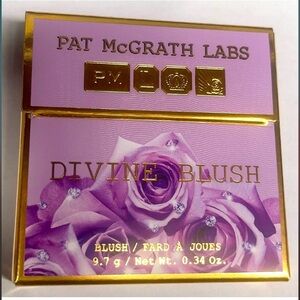 PAT McGRATH LABS
PM L
DIVINE BLUSH
BLUSH / FARD A JOUES
9.7 g / Net Wt. 0.34 Oz.